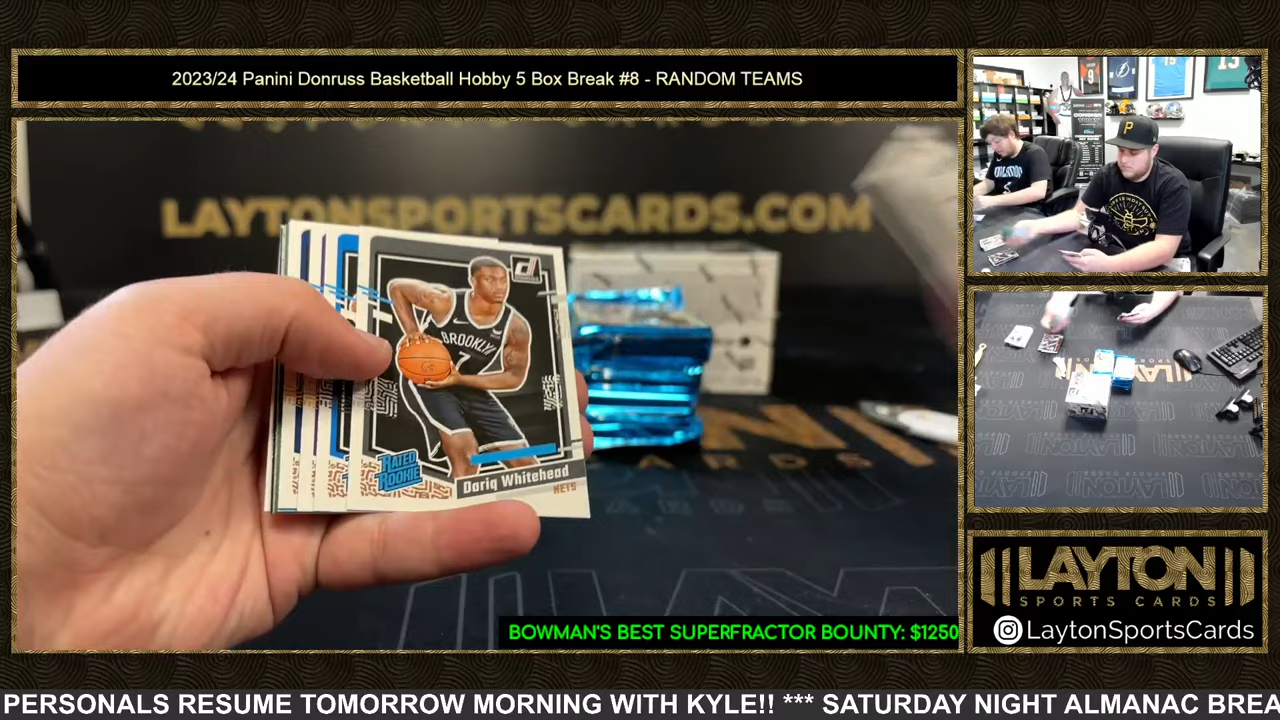 2023/24 Panini Donruss Basketball Hobby 5 Box Break #8 - RANDOM TEAMS
LAYTONSPORTSCARDS.COM
BROOKLYN
7
RATED
ROOKIE
Dariq Whitehead
NETS
BOWMAN'S BEST SUPERFRACTOR BOUNTY: $1250
LAYTON
SPORTS CARDS
LaytonSportsCards
PERSONALS RESUME TOMORROW MORNING WITH KYLE!! *** SATURDAY NIGHT ALMANAC BREA